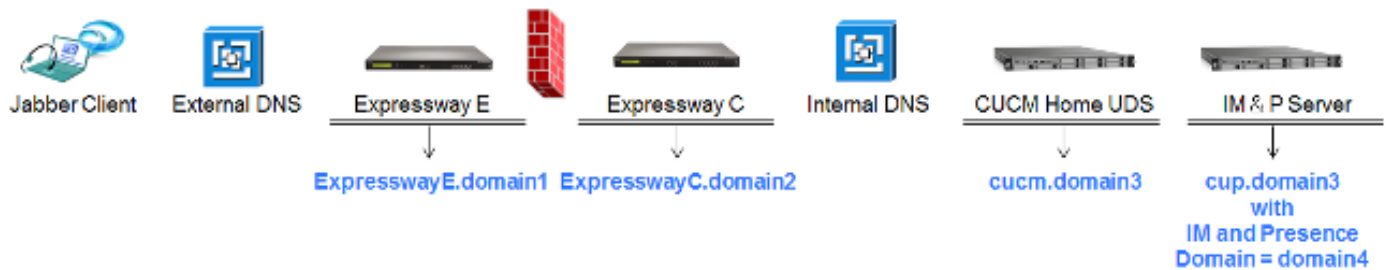 Jabber Client
External DNS
Expressway E
Expressway C
Internal DNS
CUCM Home UDS
IM & P Server
ExpresswayE.domain1
ExpresswayC.domain2
cucm.domain3
cup.domain3
with
IM and Presence
Domain = domain4